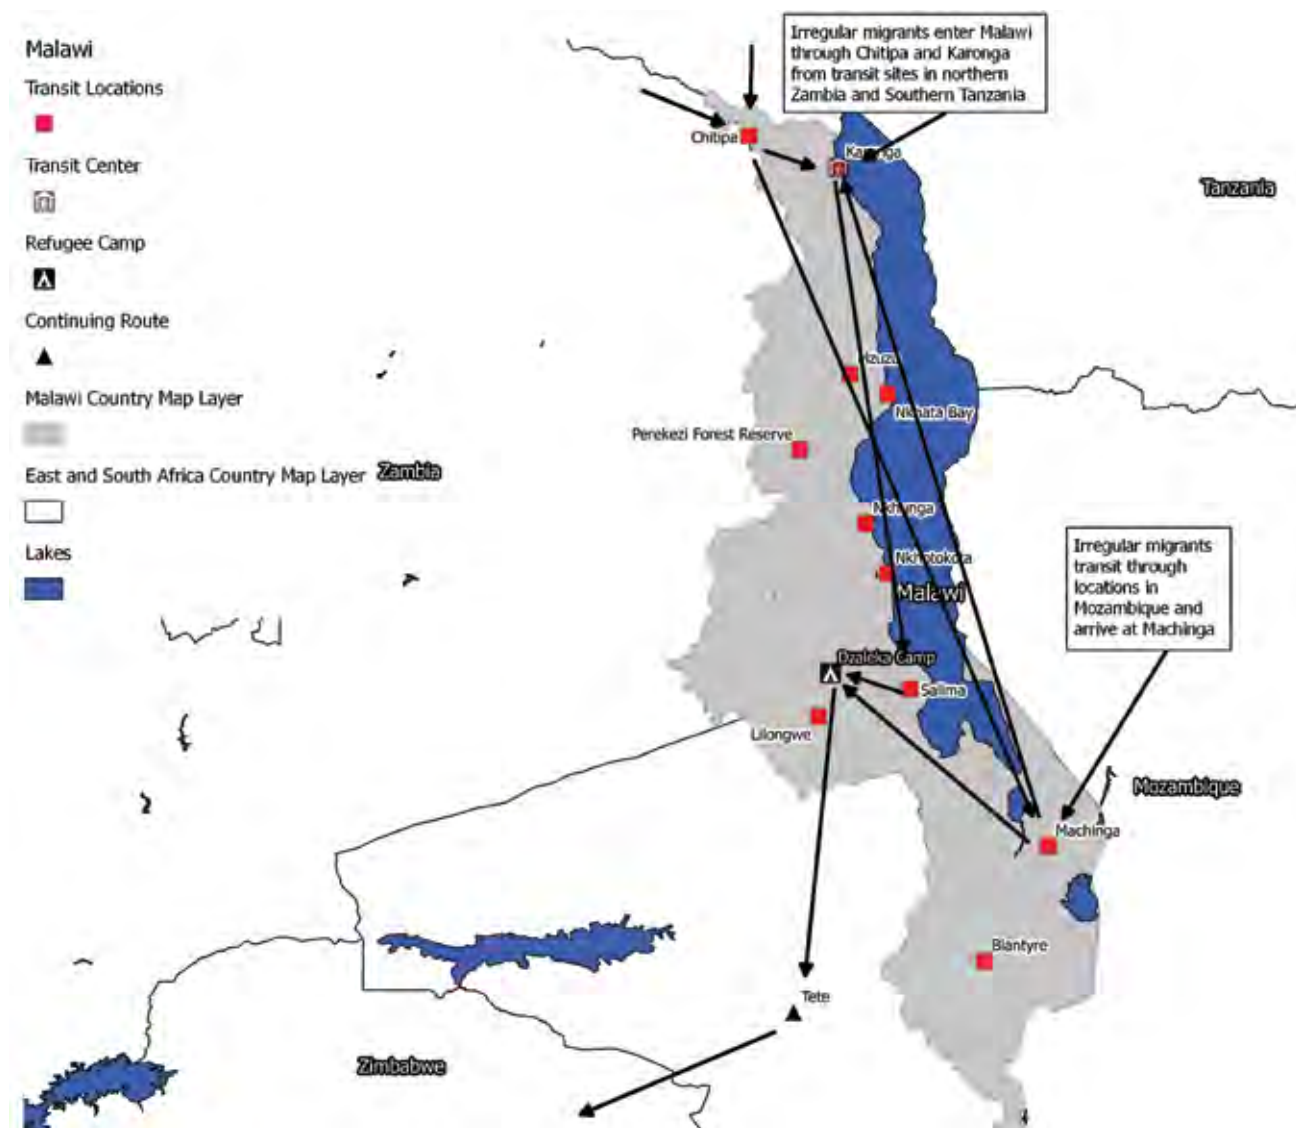 Malawi
Transit Locations
Transit Center
Refugee Camp
Continuing Route
Malawi Country Map Layer
East and South Africa Country Map Layer
Lakes
Irregular migrants enter Malawi
through Chitipa and Karonga
from transit sites in northern
Zambia and Southern Tanzania
Chitipa
Karonga
Tanzania
Mzuzu
Nkhata Bay
Perekezi Forest Reserve
Zambia
Nkhunga
Nkhotokota
Malawi
Irregular migrants
transit through
locations in
Mozambique and
arrive at Machinga
Dzaleka Camp
Salima
Lilongwe
Mozambique
Machinga
Blantyre
Tete
Zimbabwe